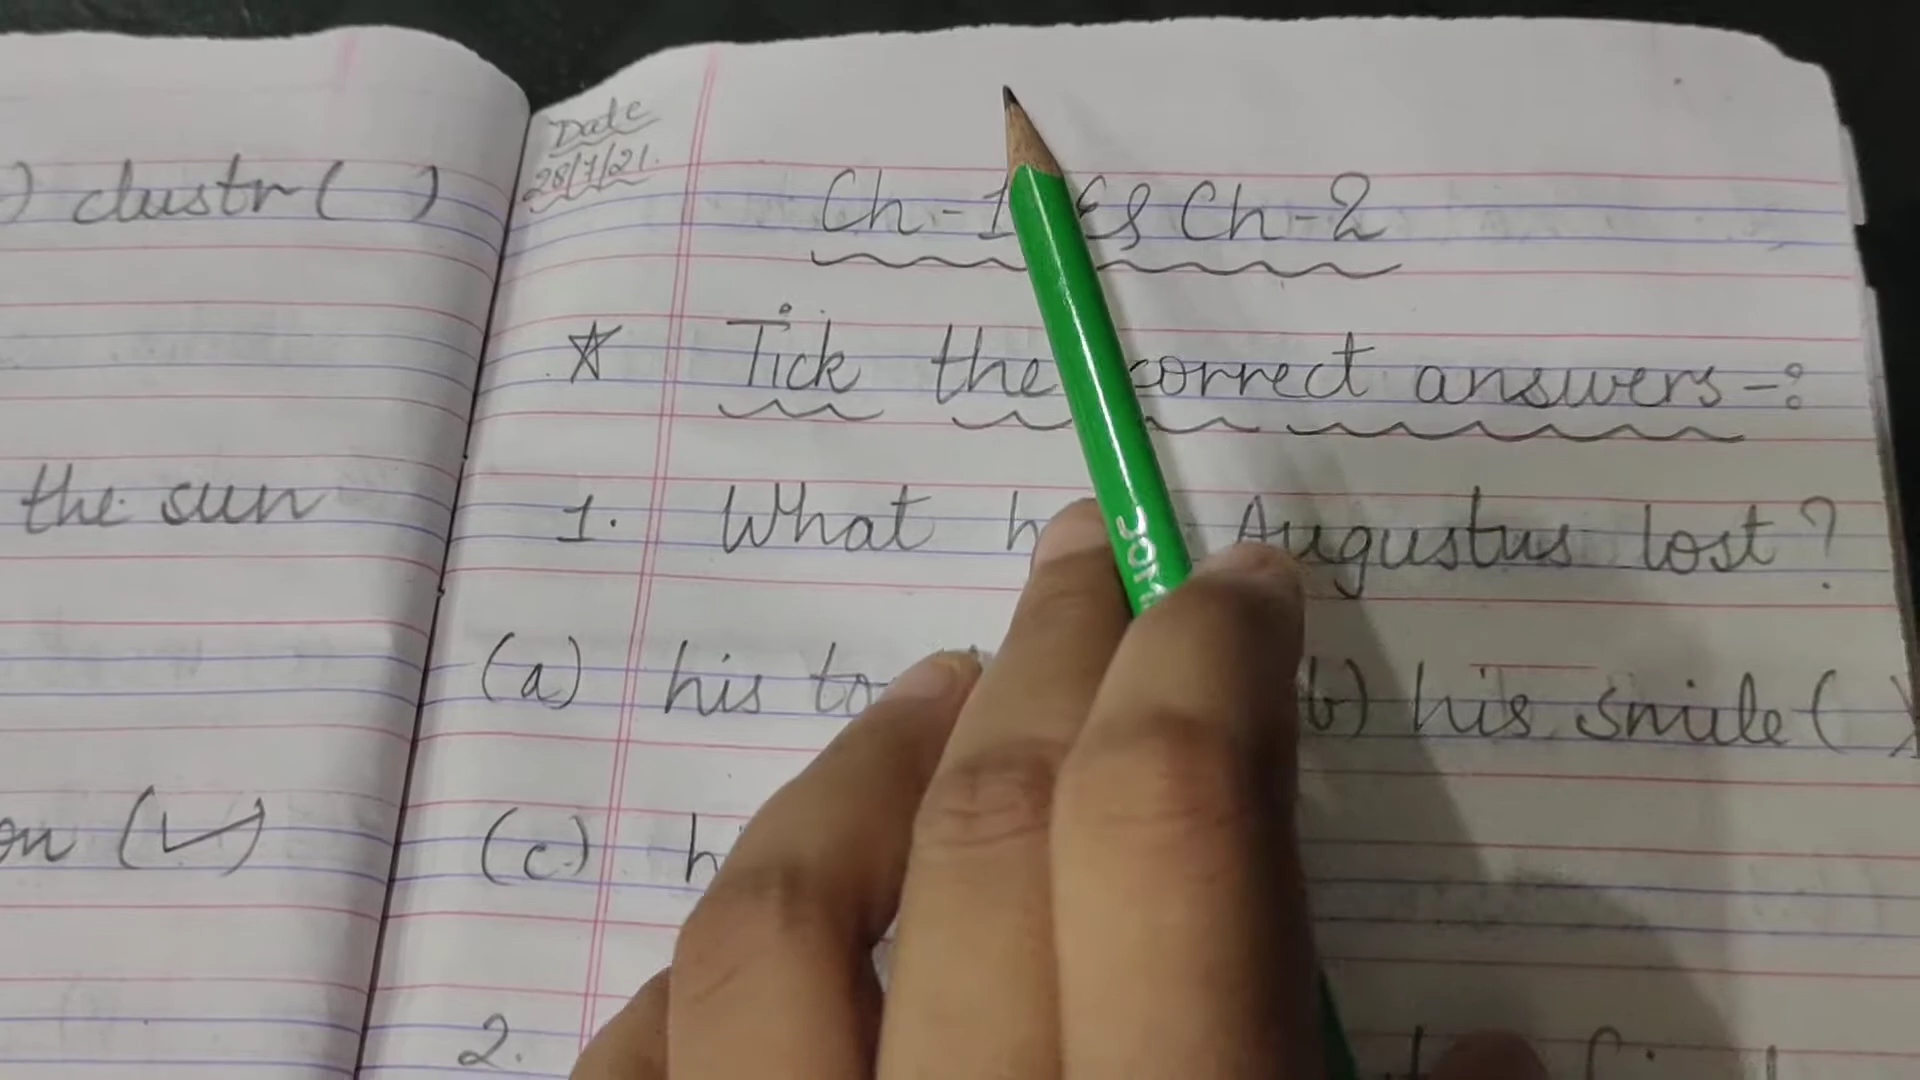 ) clustr ( )
the sun
on (✓)
Date
28/7/21.
Ch-1 & Ch-2
☆ Tick the correct answers-:
1. What Augustus lost?
(a) his b) his smile ( )
(c)
2.